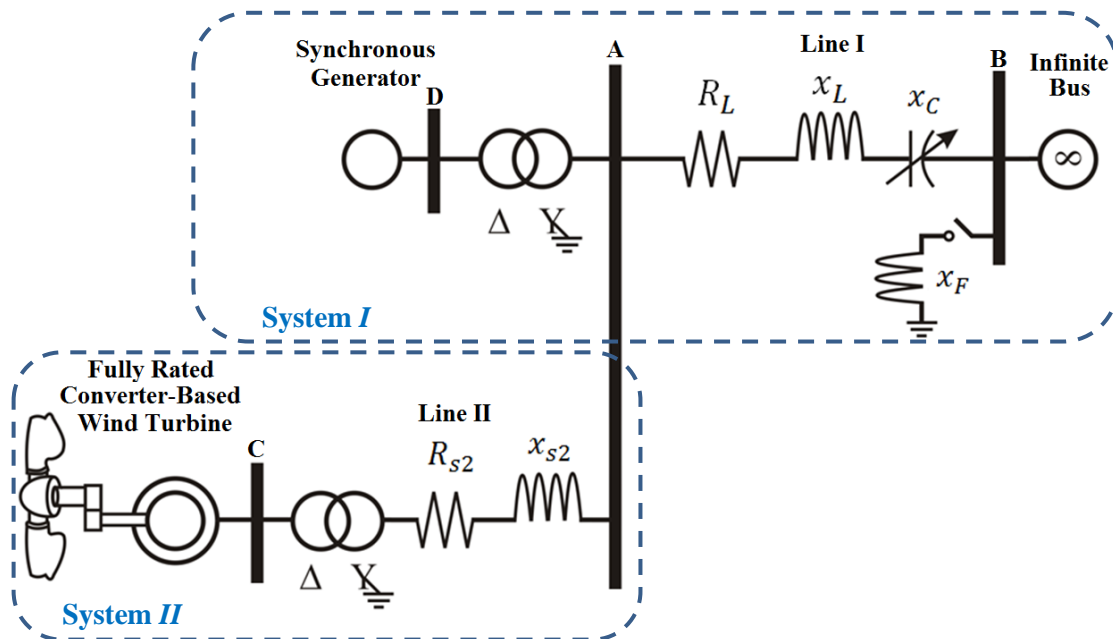 Synchronous
Generator
D
Δ
Y
A
Line I
R_L
x_L
x_C
B
Infinite
Bus
∞
x_F
System I
Fully Rated
Converter-Based
Wind Turbine
C
Δ
Y
Line II
R_s2
x_s2
System II